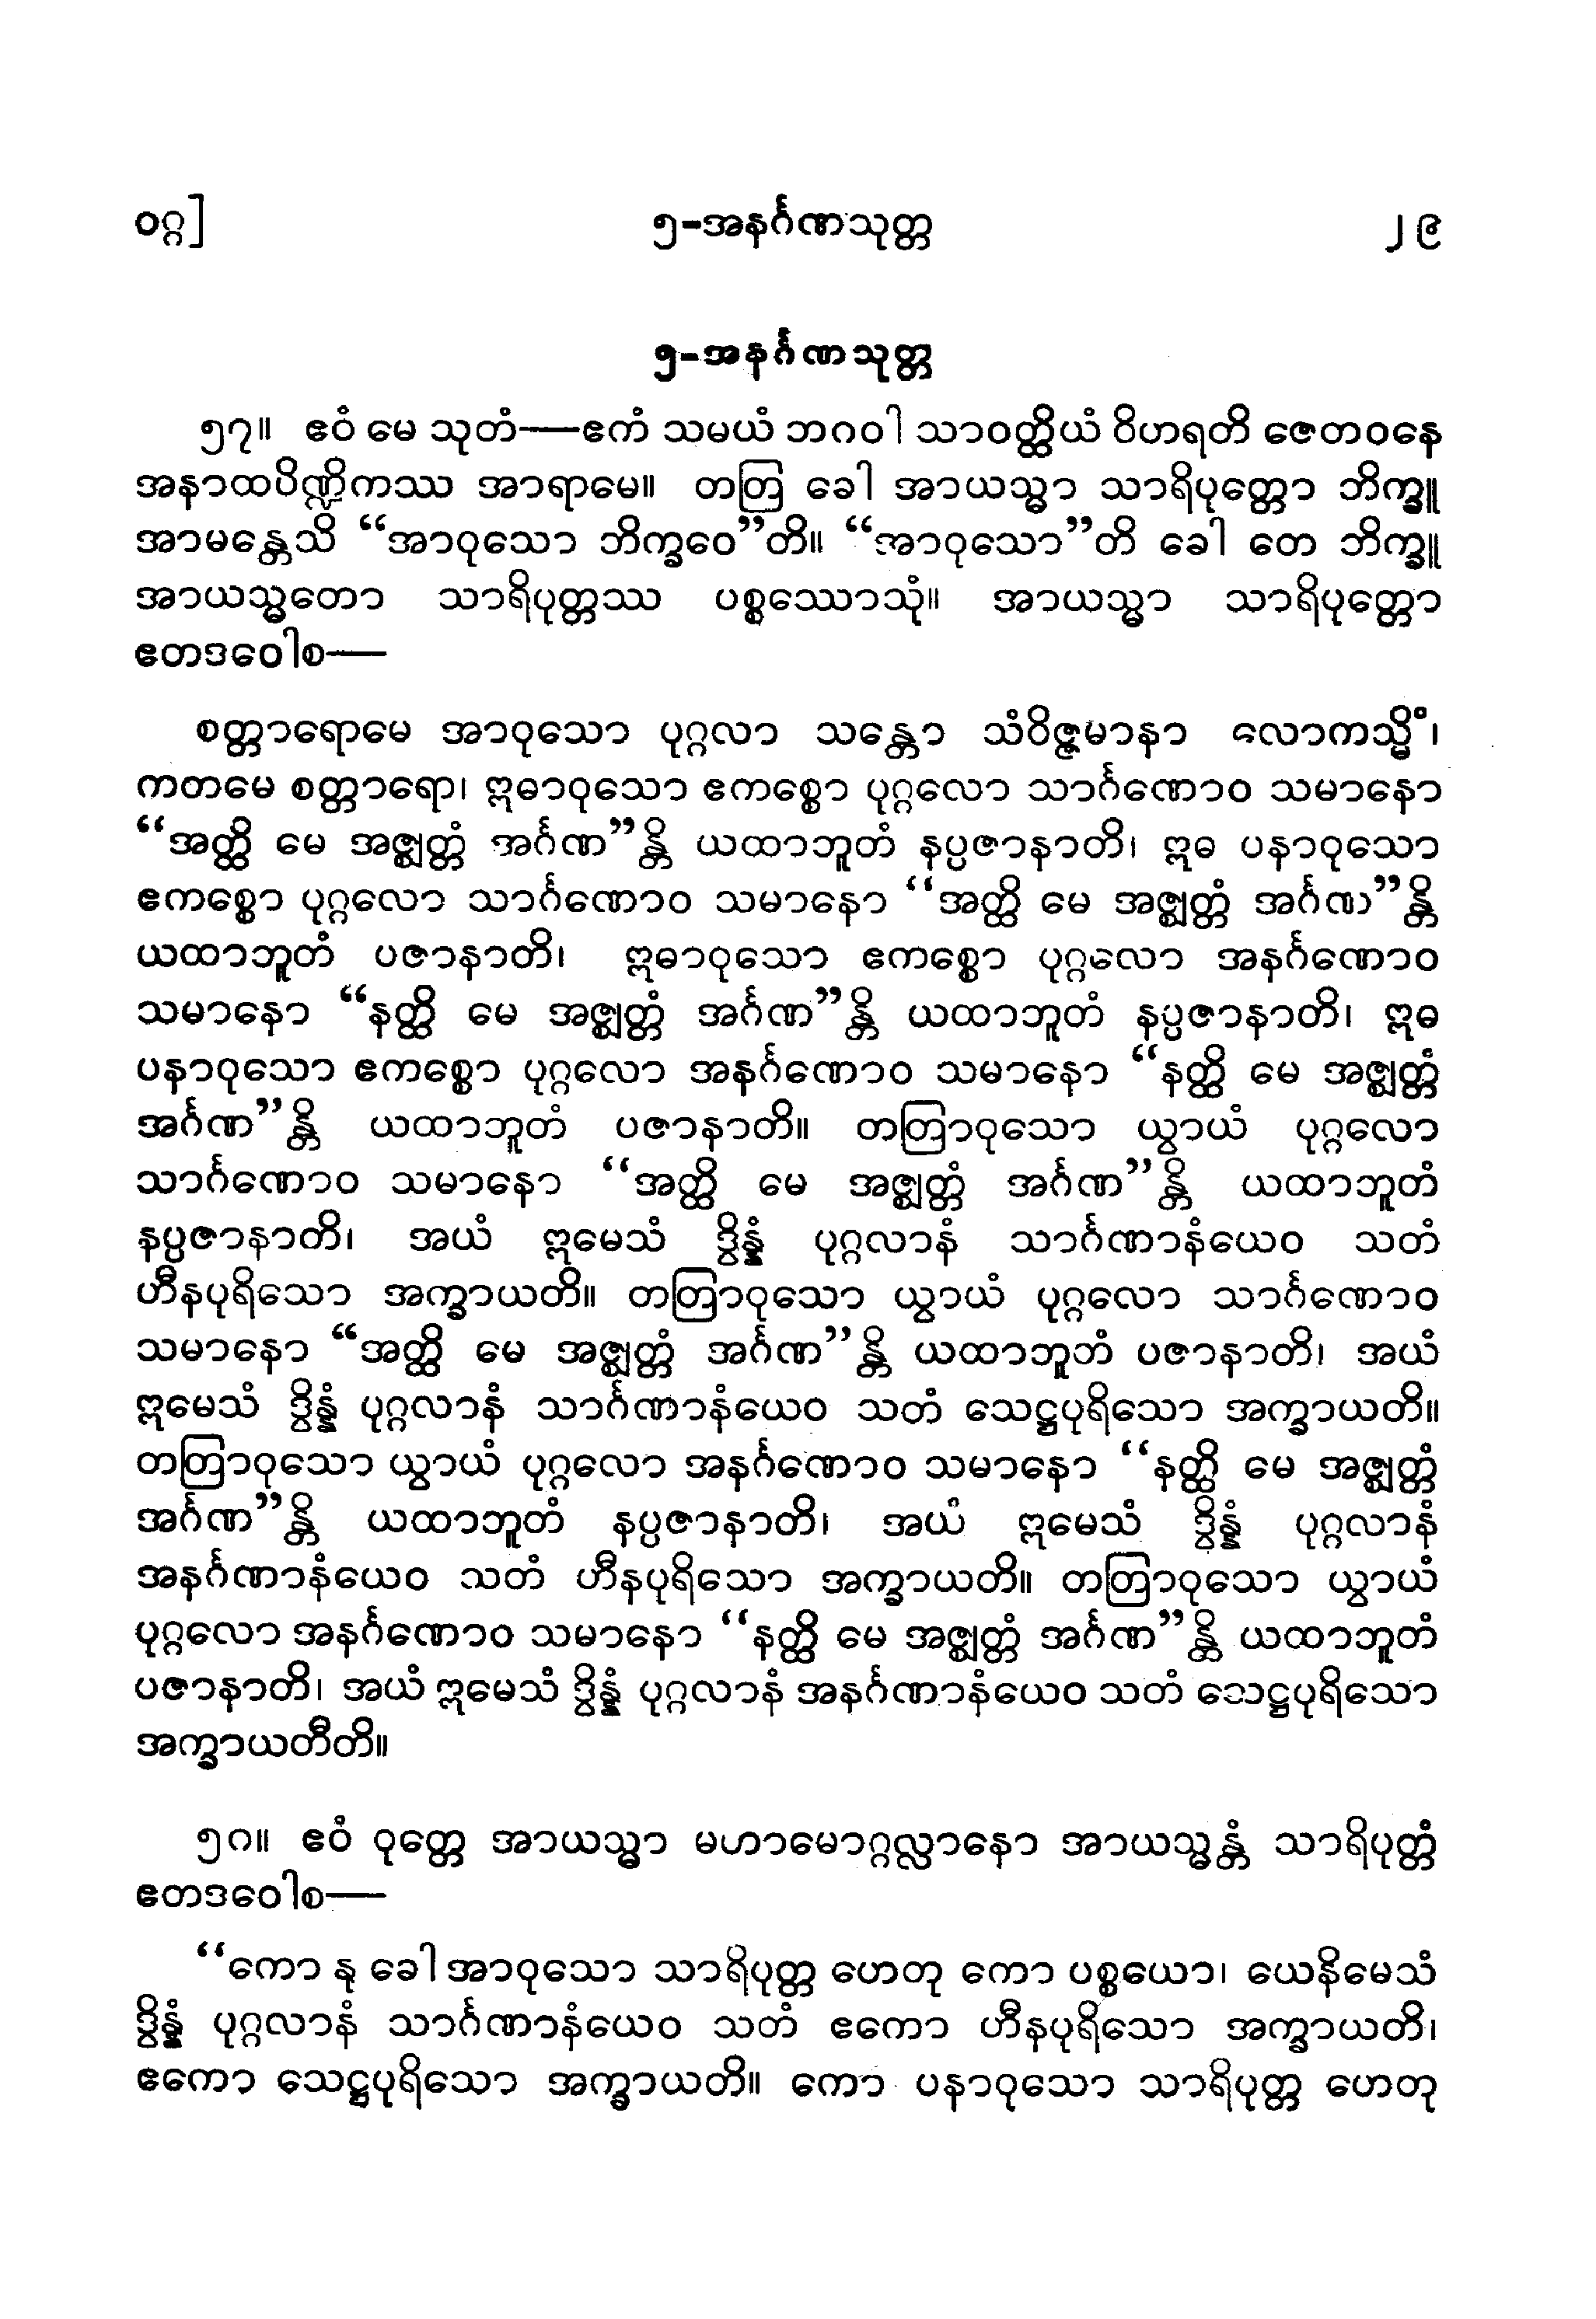 ဝဂ္ဂ] ၅-အနင်္ဂဏသုတ္တ ၂၉
၅-အနင်္ဂဏသုတ္တ
၅၇။ ဧဝံ မေ သုတံ—ဧကံ သမယံ ဘဂဝါ သာဝတ္ထိယံ ဝိဟရတိ ဇေတဝနေ
အနာထပိဏ္ဍိကဿ အာရာမေ။ တတြ ခေါ အာယသ္မာ သာရိပုတ္တော ဘိက္ခူ
အာမန္တေသိ “အာဝုသော ဘိက္ခဝေ”တိ။ “အာဝုသော”တိ ခေါ တေ ဘိက္ခူ
အာယသ္မတော သာရိပုတ္တဿ ပစ္စဿောသုံ။ အာယသ္မာ သာရိပုတ္တော
ဧတဒဝေါစ—
စတ္တာရောမေ အာဝုသော ပုဂ္ဂလာ သန္တော သံဝိဇ္ဇမာနာ လောကသ္မိံ၊
ကတမေ စတ္တာရော၊ ဣဓာဝုသော ဧကစ္စော ပုဂ္ဂလော သာင်္ဂဏောဝ သမာနော
“အတ္ထိ မေ အဇ္ဈတ္တံ အင်္ဂဏ”န္တိ ယထာဘူတံ နပ္ပဇာနာတိ၊ ဣဓ ပနာဝုသော
ဧကစ္စော ပုဂ္ဂလော သာင်္ဂဏောဝ သမာနော “အတ္ထိ မေ အဇ္ဈတ္တံ အင်္ဂဏ”န္တိ
ယထာဘူတံ ပဇာနာတိ၊ ဣဓာဝုသော ဧကစ္စော ပုဂ္ဂလော အနင်္ဂဏောဝ
သမာနော “နတ္ထိ မေ အဇ္ဈတ္တံ အင်္ဂဏ”န္တိ ယထာဘူတံ နပ္ပဇာနာတိ၊ ဣဓ
ပနာဝုသော ဧကစ္စော ပုဂ္ဂလော အနင်္ဂဏောဝ သမာနော “နတ္ထိ မေ အဇ္ဈတ္တံ
အင်္ဂဏ”န္တိ ယထာဘူတံ ပဇာနာတိ။ တတြာဝုသော ယွာယံ ပုဂ္ဂလော
သာင်္ဂဏောဝ သမာနော “အတ္ထိ မေ အဇ္ဈတ္တံ အင်္ဂဏ”န္တိ ယထာဘူတံ
နပ္ပဇာနာတိ၊ အယံ ဣမေသံ ဒွိန္နံ ပုဂ္ဂလာနံ သာင်္ဂဏာနံယေဝ သတံ
ဟီနပုရိသော အက္ခာယတိ။ တတြာဝုသော ယွာယံ ပုဂ္ဂလော သာင်္ဂဏောဝ
သမာနော “အတ္ထိ မေ အဇ္ဈတ္တံ အင်္ဂဏ”န္တိ ယထာဘူတံ ပဇာနာတိ၊ အယံ
ဣမေသံ ဒွိန္နံ ပုဂ္ဂလာနံ သာင်္ဂဏာနံယေဝ သတံ သေဋ္ဌပုရိသော အက္ခာယတိ။
တတြာဝုသော ယွာယံ ပုဂ္ဂလော အနင်္ဂဏောဝ သမာနော “နတ္ထိ မေ အဇ္ဈတ္တံ
အင်္ဂဏ”န္တိ ယထာဘူတံ နပ္ပဇာနာတိ၊ အယံ ဣမေသံ ဒွိန္နံ ပုဂ္ဂလာနံ
အနင်္ဂဏာနံယေဝ သတံ ဟီနပုရိသော အက္ခာယတိ။ တတြာဝုသော ယွာယံ
ပုဂ္ဂလော အနင်္ဂဏောဝ သမာနော “နတ္ထိ မေ အဇ္ဈတ္တံ အင်္ဂဏ”န္တိ ယထာဘူတံ
ပဇာနာတိ၊ အယံ ဣမေသံ ဒွိန္နံ ပုဂ္ဂလာနံ အနင်္ဂဏာနံယေဝ သတံ သေဋ္ဌပုရိသော
အက္ခာယတီတိ။
၅၈။ ဧဝံ ဝုတ္တေ အာယသ္မာ မဟာမောဂ္ဂလ္လာနော အာယသ္မန္တံ သာရိပုတ္တံ
ဧတဒဝေါစ—
“ကော နု ခေါ အာဝုသော သာရိပုတ္တ ဟေတု ကော ပစ္စယော၊ ယေနိမေသံ
ဒွိန္နံ ပုဂ္ဂလာနံ သာင်္ဂဏာနံယေဝ သတံ ဧကော ဟီနပုရိသော အက္ခာယတိ၊
ဧကော သေဋ္ဌပုရိသော အက္ခာယတိ။ ကော ပနာဝုသော သာရိပုတ္တ ဟေတု